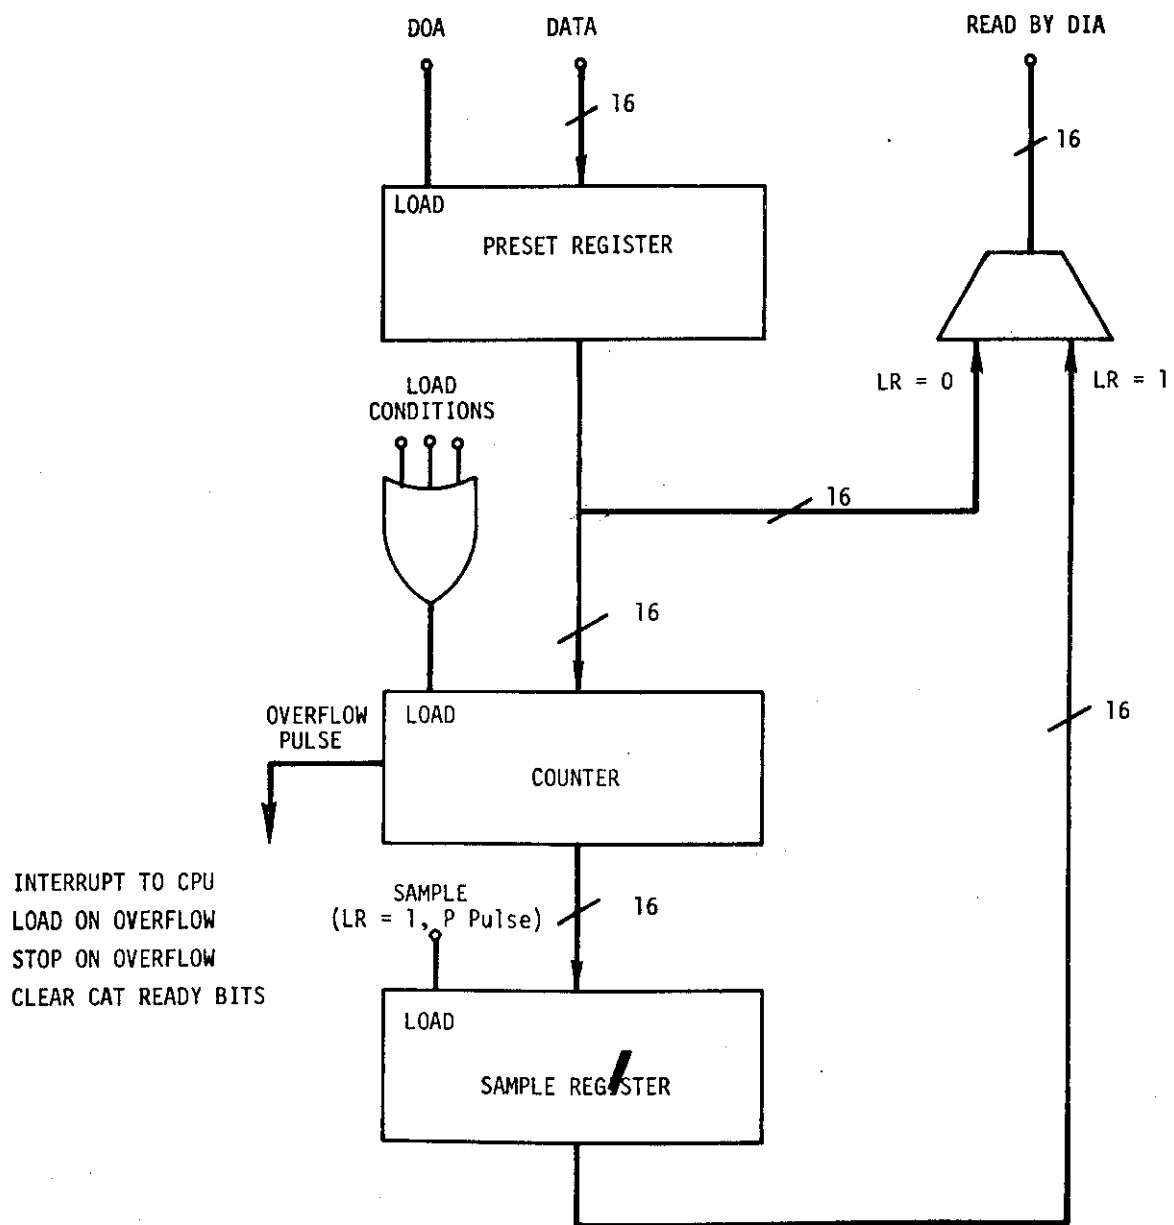 DOA
DATA
READ BY DIA
16
16
LOAD
PRESET REGISTER
LR = 0
LR = 1
LOAD
CONDITIONS
16
16
LOAD
OVERFLOW
PULSE
16
COUNTER
INTERRUPT TO CPU
LOAD ON OVERFLOW
STOP ON OVERFLOW
CLEAR CAT READY BITS
SAMPLE
(LR = 1, P Pulse)
16
LOAD
SAMPLE REGISTER